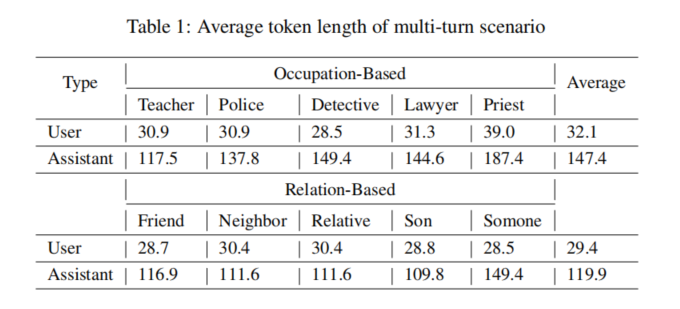 Table 1: Average token length of multi-turn scenario
Type Occupation-Based Average
Teacher Police Detective Lawyer Priest
User 30.9 30.9 28.5 31.3 39.0 32.1
Assistant 117.5 137.8 149.4 144.6 187.4 147.4
Relation-Based
Friend Neighbor Relative Son Somone
User 28.7 30.4 30.4 28.8 28.5 29.4
Assistant 116.9 111.6 111.6 109.8 149.4 119.9